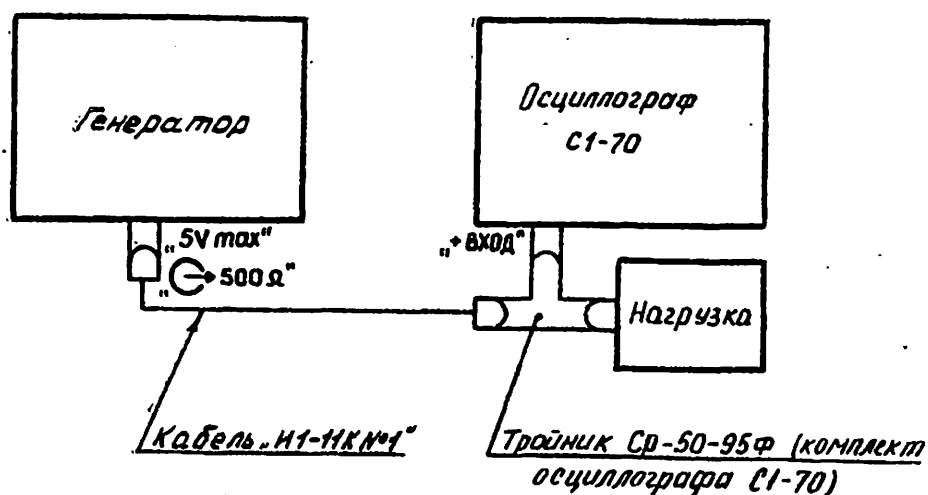 Генератор
Осциллограф
С1-70
„5V max“
„+ ВХОД“
„ 500 Ω“
Нагрузка
Кабель „И1-11К №1“
Тройник Ср-50-95Ф (комплект
осциллографа С1-70)